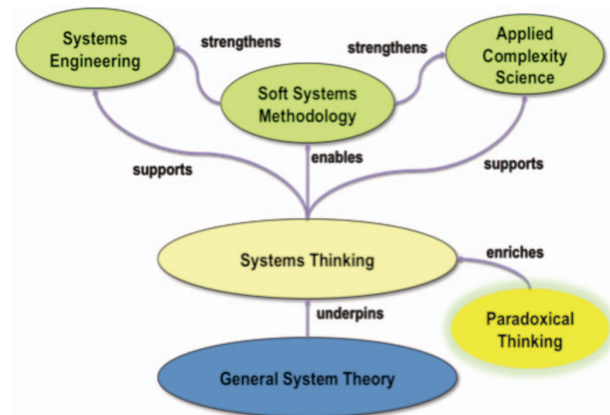 Systems
Engineering
strengthens
strengthens
Applied
Complexity
Science
Soft Systems
Methodology
supports
enables
supports
Systems Thinking
enriches
underpins
Paradoxical
Thinking
General System Theory